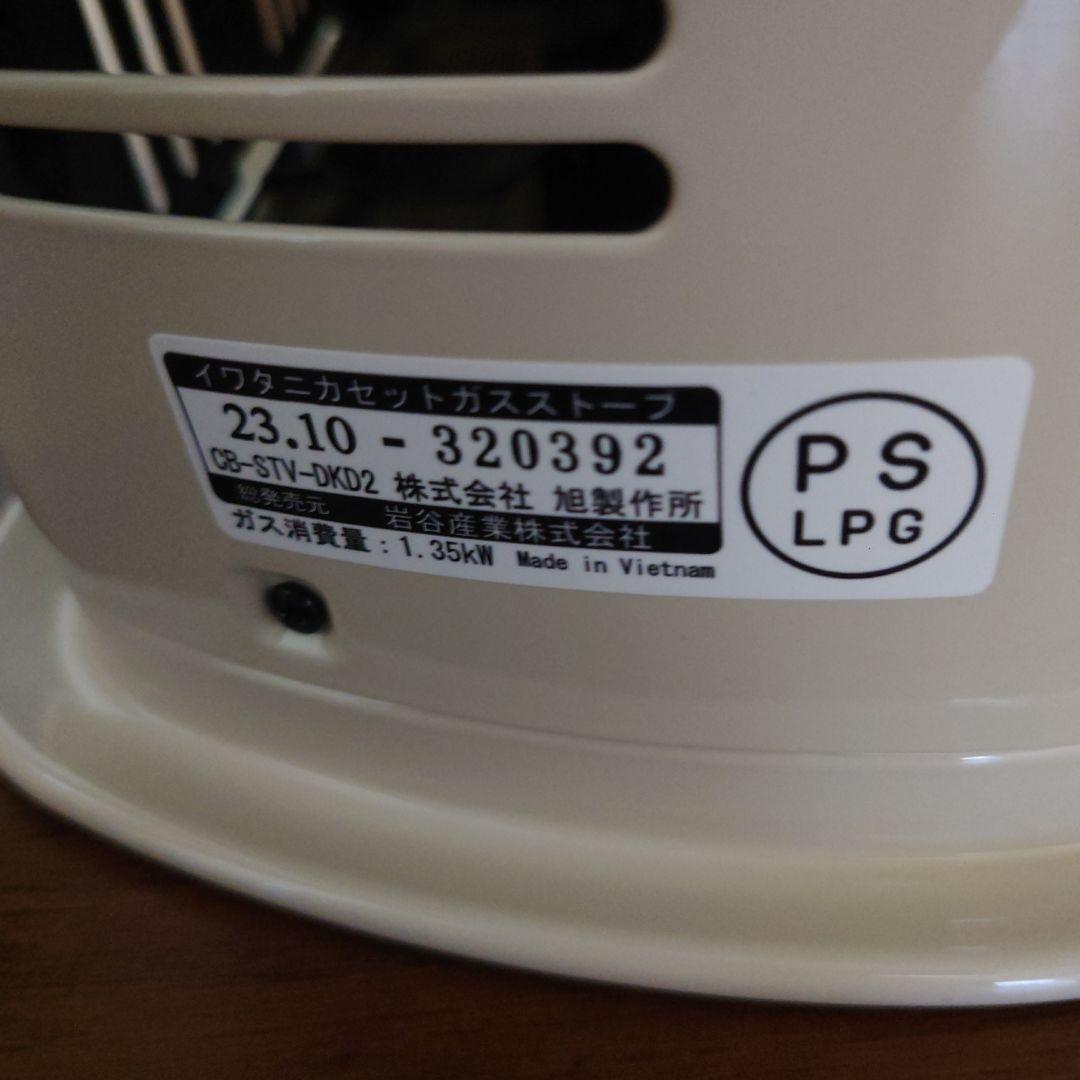 イワタニカセットガスストーブ
23.10 - 320392
CB-STV-DKD2 株式会社 旭製作所
総発売元 岩谷産業株式会社
ガス消費量：1.35kW Made in Vietnam
PS
LPG